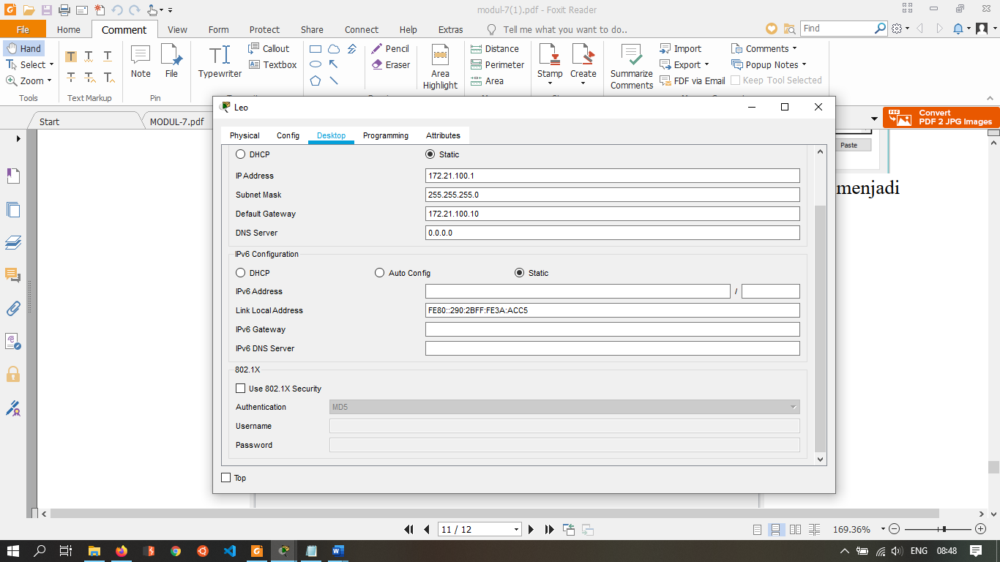 modul-7(1).pdf - Foxit Reader
File Home Comment View Form Protect Share Connect Help Extras Tell me what you want to do.. Find
Hand
Select
Zoom
Tools
T T T
T T T
Text Markup
Note
File
Pin
Typewriter
Callout
Textbox
Pencil
Eraser
Area
Highlight
Distance
Perimeter
Area
Stamp
Create
Summarize
Comments
Import
Export
FDF via Email
Comments
Popup Notes
Keep Tool Selected
Start
MODUL-7.pdf
PDF
Convert
PDF 2 JPG Images
Paste
menjadi
Leo
Physical Config Desktop Programming Attributes
DHCP Static
IP Address 172.21.100.1
Subnet Mask 255.255.255.0
Default Gateway 172.21.100.10
DNS Server 0.0.0.0
IPv6 Configuration
DHCP Auto Config Static
IPv6 Address /
Link Local Address FE80::290:2BFF:FE3A:ACC5
IPv6 Gateway
IPv6 DNS Server
802.1X
Use 802.1X Security
Authentication MD5
Username
Password
Top
11 / 12
169.36%
ENG 08:48